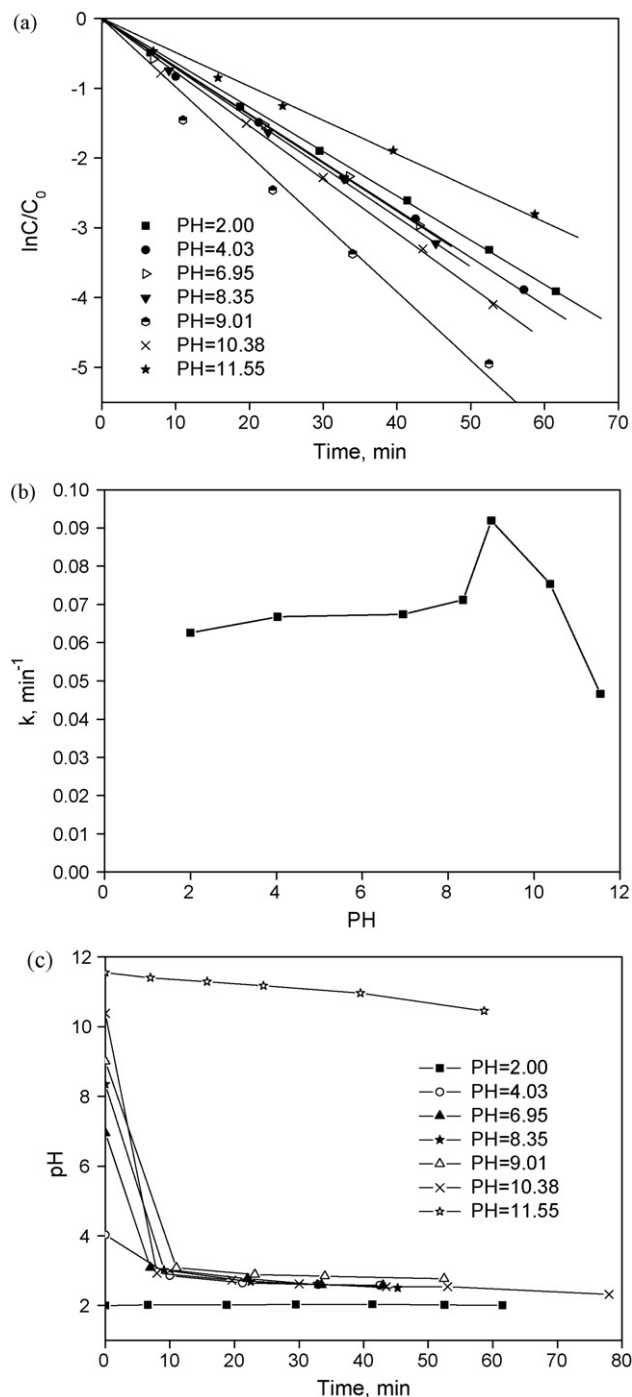 (a)
0
-1
-2
-3
-4
-5
lnC/C0
PH=2.00
PH=4.03
PH=6.95
PH=8.35
PH=9.01
PH=10.38
PH=11.55
0 10 20 30 40 50 60 70
Time, min
(b)
0.10
0.09
0.08
0.07
0.06
0.05
0.04
0.03
0.02
0.01
0.00
k, min-1
0 2 4 6 8 10 12
PH
(c)
12
10
8
6
4
2
0
pH
PH=2.00
PH=4.03
PH=6.95
PH=8.35
PH=9.01
PH=10.38
PH=11.55
0 10 20 30 40 50 60 70 80
Time, min